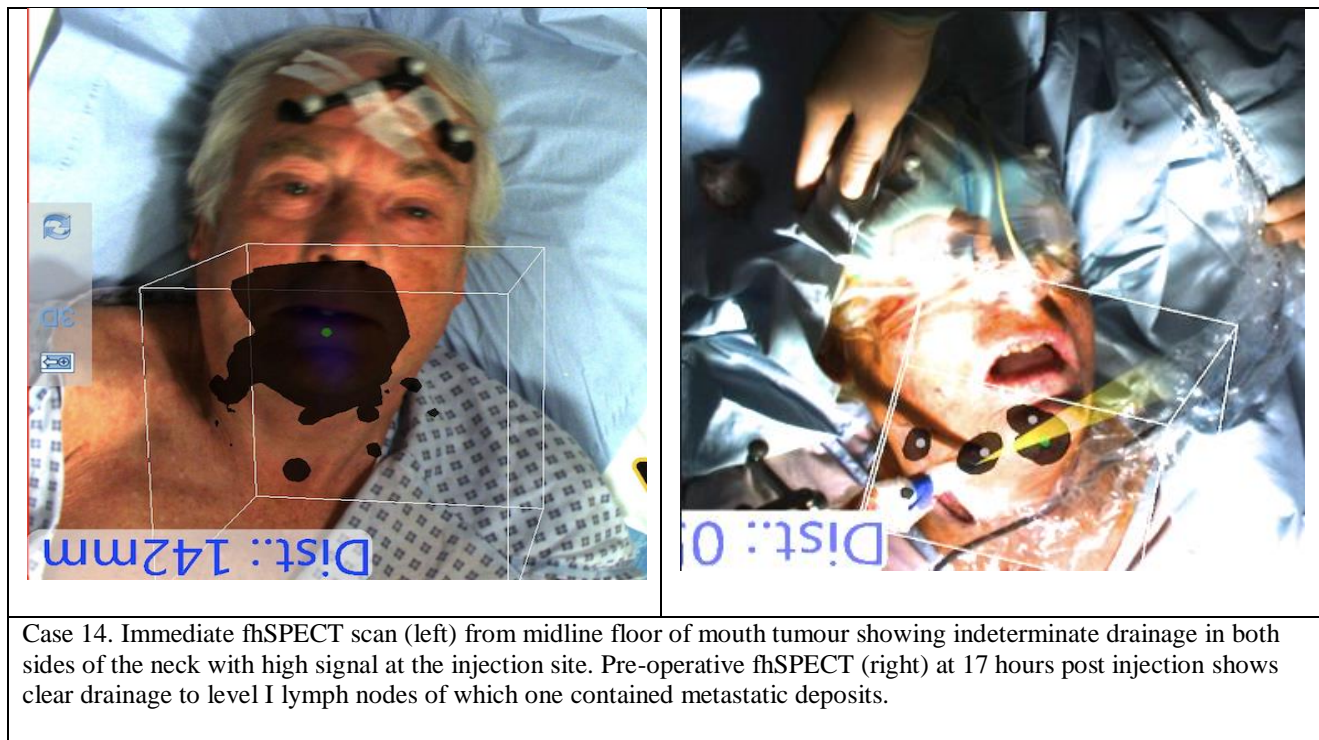 3D
Dist.: 142mm
Dist.: 0
Case 14. Immediate fhSPECT scan (left) from midline floor of mouth tumour showing indeterminate drainage in both
sides of the neck with high signal at the injection site. Pre-operative fhSPECT (right) at 17 hours post injection shows
clear drainage to level I lymph nodes of which one contained metastatic deposits.